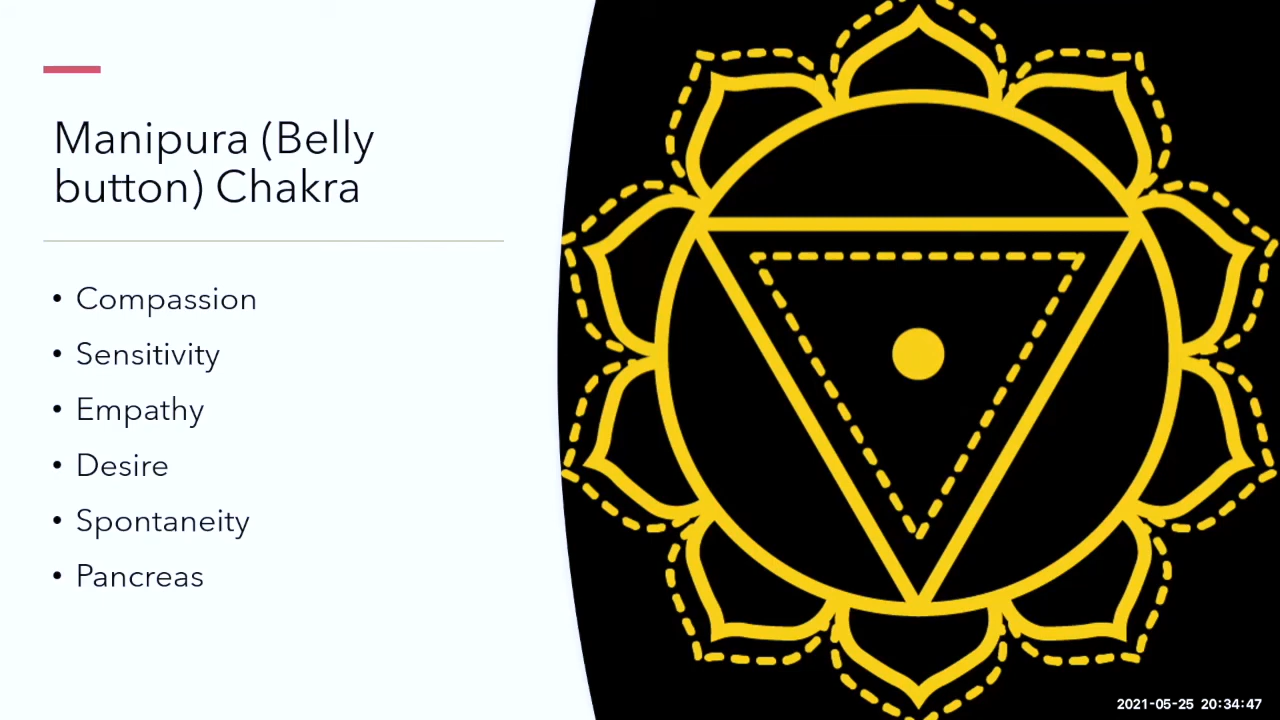 Manipura (Belly
button) Chakra
• Compassion
• Sensitivity
• Empathy
• Desire
• Spontaneity
• Pancreas
2021-05-25 20:34:47